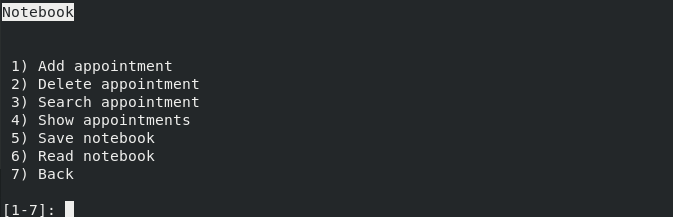 Notebook
1) Add appointment
2) Delete appointment
3) Search appointment
4) Show appointments
5) Save notebook
6) Read notebook
7) Back
[1-7]: